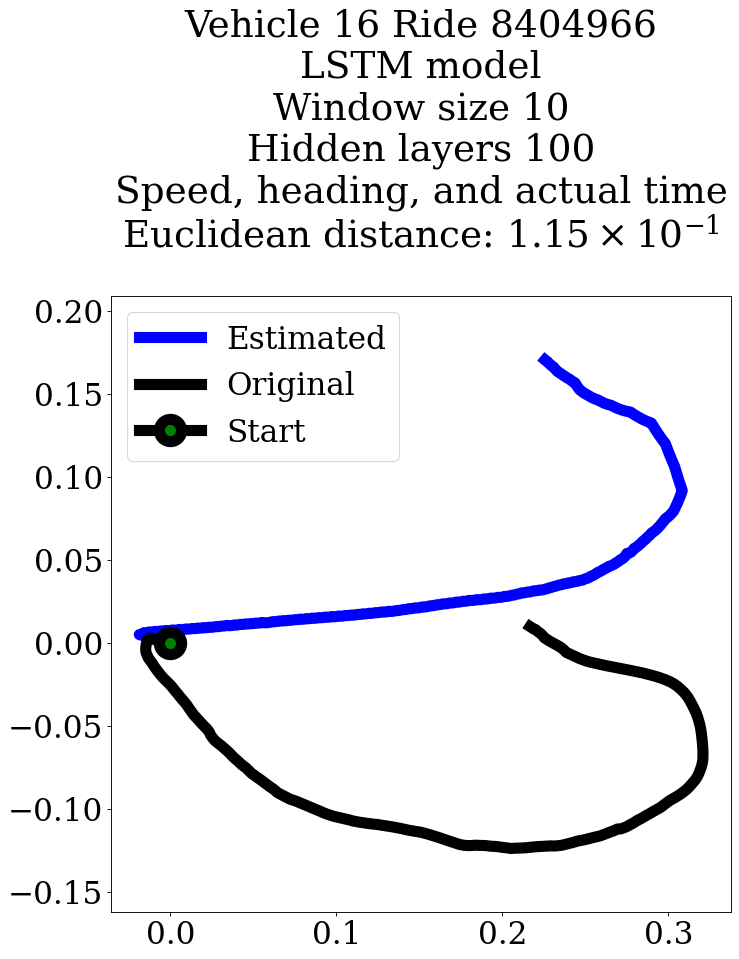 Vehicle 16 Ride 8404966
LSTM model
Window size 10
Hidden layers 100
Speed, heading, and actual time
Euclidean distance: 1.15 × 10⁻¹
Estimated
Original
Start
0.20
0.15
0.10
0.05
0.00
−0.05
−0.10
−0.15
0.0 0.1 0.2 0.3